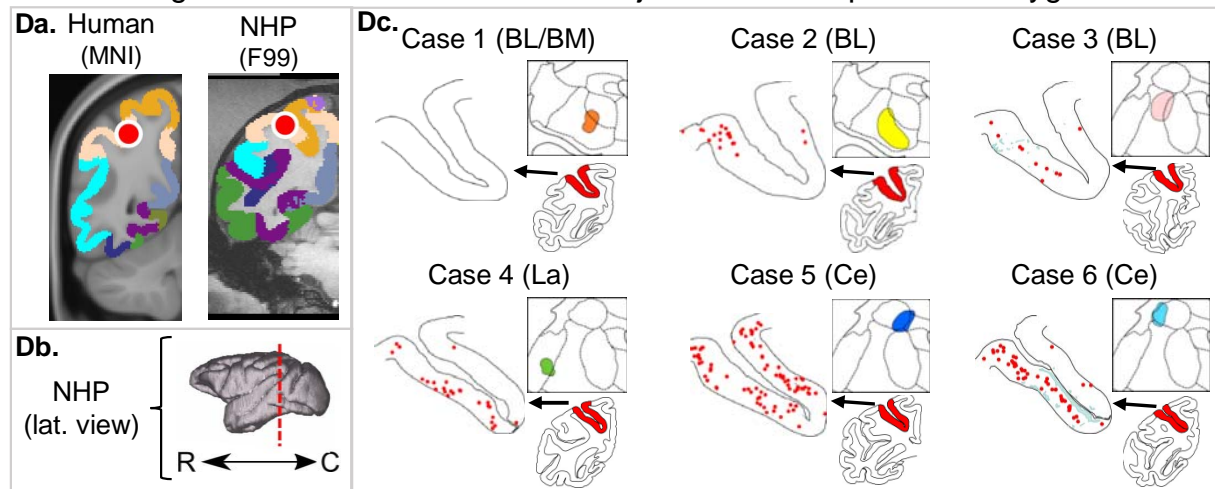 Da. Human
(MNI)
NHP
(F99)
Db.
NHP
(lat. view)
R
C
Dc.
Case 1 (BL/BM)
Case 2 (BL)
Case 3 (BL)
Case 4 (La)
Case 5 (Ce)
Case 6 (Ce)